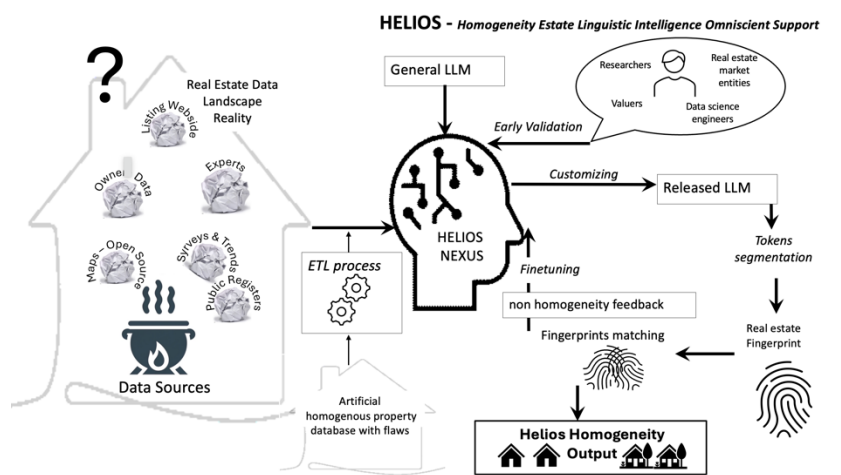 HELIOS - Homogeneity Estate Linguistic Intelligence Omniscient Support
?
Real Estate Data
Landscape
Reality
Listing Webside
Owner Data
Experts
Maps – Open Source
Syrveys & Trends
Public Registers
Data Sources
ETL process
Artificial
homogenous property
database with flaws
General LLM
Researchers
Real estate
market
entities
Valuers
Data science
engineers
Early Validation
HELIOS
NEXUS
Customizing
Released LLM
Tokens
segmentation
Real estate
Fingerprint
Finetuning
non homogeneity feedback
Fingerprints matching
Helios Homogeneity
Output